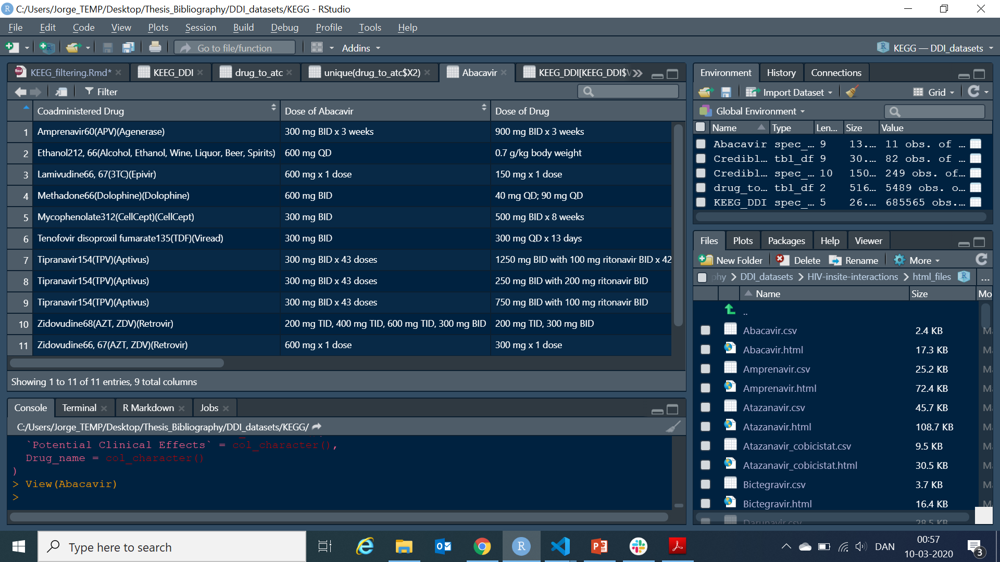 C:/Users/Jorge_TEMP/Desktop/Thesis_Bibliography/DDI_datasets/KEGG - RStudio
File Edit Code View Plots Session Build Debug Profile Tools Help
Go to file/function Addins KEGG — DDI_datasets
KEEG_filtering.Rmd* KEEG_DDI drug_to_atc unique(drug_to_atc$X2) Abacavir KEEG_DDI[KEEG_DDI$V
Filter
Coadministered Drug Dose of Abacavir Dose of Drug
1 Amprenavir60(APV)(Agenerase) 300 mg BID x 3 weeks 900 mg BID x 3 weeks
2 Ethanol212, 66(Alcohol, Ethanol, Wine, Liquor, Beer, Spirits) 600 mg QD 0.7 g/kg body weight
3 Lamivudine66, 67(3TC)(Epivir) 600 mg x 1 dose 150 mg x 1 dose
4 Methadone66(Dolophine)(Dolophine) 600 mg BID 40 mg QD; 90 mg QD
5 Mycophenolate312(CellCept)(CellCept) 300 mg BID 500 mg BID x 8 weeks
6 Tenofovir disoproxil fumarate135(TDF)(Viread) 300 mg BID 300 mg QD x 13 days
7 Tipranavir154(TPV)(Aptivus) 300 mg BID x 43 doses 1250 mg BID with 100 mg ritonavir BID x 42
8 Tipranavir154(TPV)(Aptivus) 300 mg BID x 43 doses 250 mg BID with 200 mg ritonavir BID
9 Tipranavir154(TPV)(Aptivus) 300 mg BID x 43 doses 750 mg BID with 100 mg ritonavir BID
10 Zidovudine68(AZT, ZDV)(Retrovir) 200 mg TID, 400 mg TID, 600 mg TID, 300 mg BID 200 mg TID, 300 mg BID
11 Zidovudine66, 67(AZT, ZDV)(Retrovir) 600 mg x 1 dose 300 mg x 1 dose
Showing 1 to 11 of 11 entries, 9 total columns
Console Terminal R Markdown Jobs
C:/Users/Jorge_TEMP/Desktop/Thesis_Bibliography/DDI_datasets/KEGG/
`Potential Clinical Effects` = col_character(),
Drug_name = col_character()
)
> View(Abacavir)
>
Environment History Connections
Import Dataset Grid
Global Environment
Name Type Len... Size Value
Abacavir spec_... 9 13.... 11 obs. of ...
Credibl... tbl_df 9 30.... 82 obs. of ...
Credibl... spec_... 10 150... 249 obs. of...
drug_to... tbl_df 2 516... 5489 obs. o...
KEEG_DDI spec_... 5 26.... 685565 obs....
Files Plots Packages Help Viewer
New Folder Delete Rename More
phy DDI_datasets HIV-insite-interactions html_files ...
Name Size Mo
..
Abacavir.csv 2.4 KB Ma
Abacavir.html 17.3 KB Ma
Amprenavir.csv 25.2 KB Ma
Amprenavir.html 72.4 KB Ma
Atazanavir.csv 45.7 KB Ma
Atazanavir.html 108.7 KB Ma
Atazanavir_cobicistat.csv 9.5 KB Ma
Atazanavir_cobicistat.html 30.5 KB Ma
Bictegravir.csv 3.7 KB Ma
Bictegravir.html 16.4 KB Ma
Darunavir.csv 28.5 KB
Type here to search
DAN
00:57
10-03-2020
3